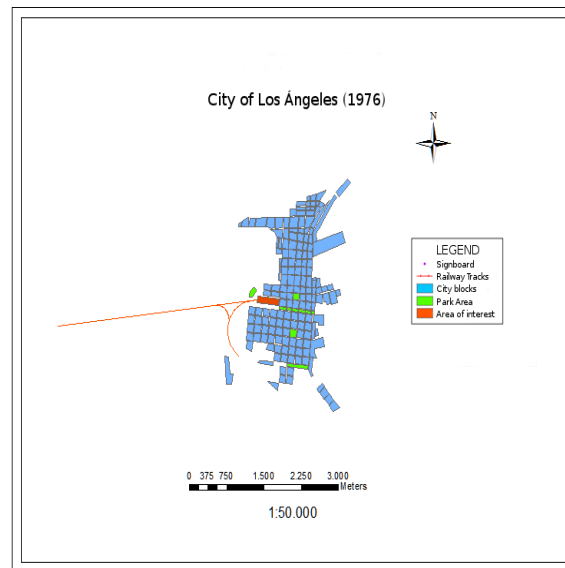 City of Los Ángeles (1976)
N
LEGEND
Signboard
Railway Tracks
City blocks
Park Area
Area of interest
0 375 750 1.500 2.250 3.000
Meters
1:50.000